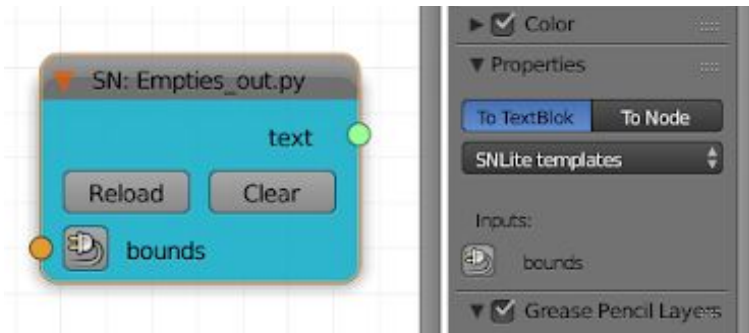 SN: Empties_out.py
text
Reload Clear
bounds
Color
Properties
To TextBlok To Node
SNLite templates
Inputs:
bounds
Grease Pencil Layers